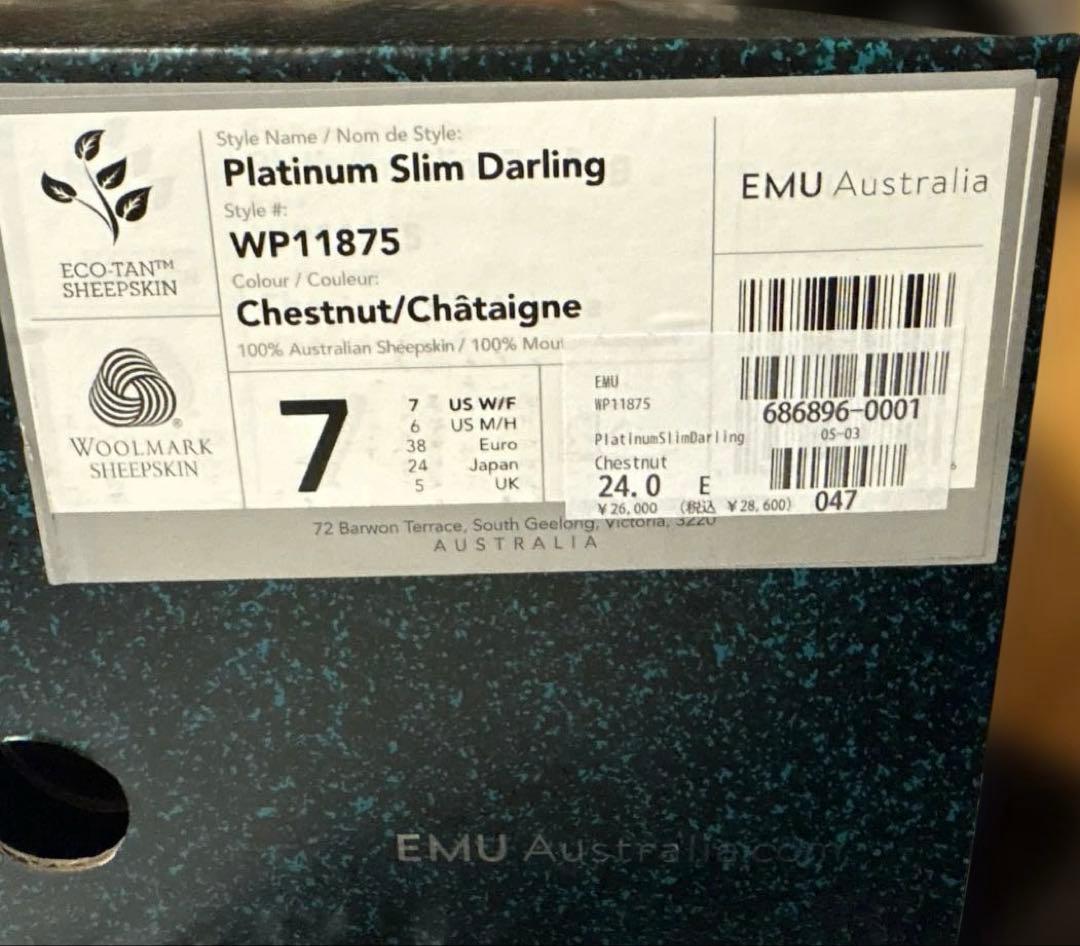 ECO-TAN™
SHEEPSKIN
WOOLMARK
SHEEPSKIN
Style Name / Nom de Style:
Platinum Slim Darling
Style #:
WP11875
Colour / Couleur:
Chestnut/Châtaigne
100% Australian Sheepskin / 100%
7
7 US W/F
6 US M/H
38 Euro
24 Japan
5 UK
EMU Australia
EMU
WP11875
PlatinumSlimDarling
Chestnut
24.0 E
¥26,000 (税込 ¥28,600)
686896-0001
05-03
047
72 Barwon Terrace, South Geelong, Victoria, 3220
AUSTRALIA
EMU Australia.com